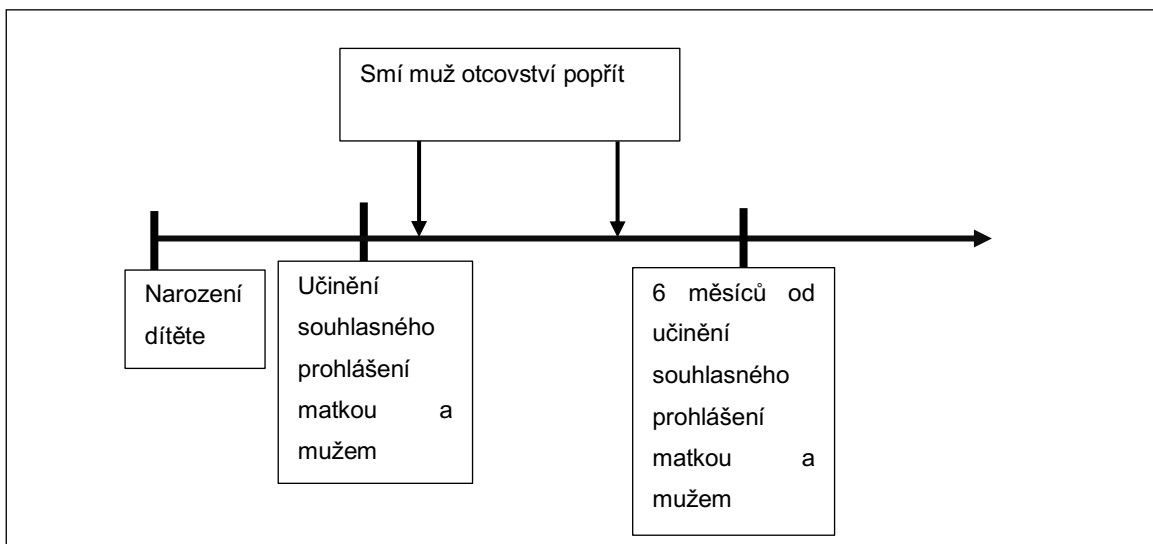 Smí muž otcovství popřít
Narození
dítěte
Učinění
souhlasného
prohlášení
matkou a
mužem
6 měsíců od
učinění
souhlasného
prohlášení
matkou a
mužem